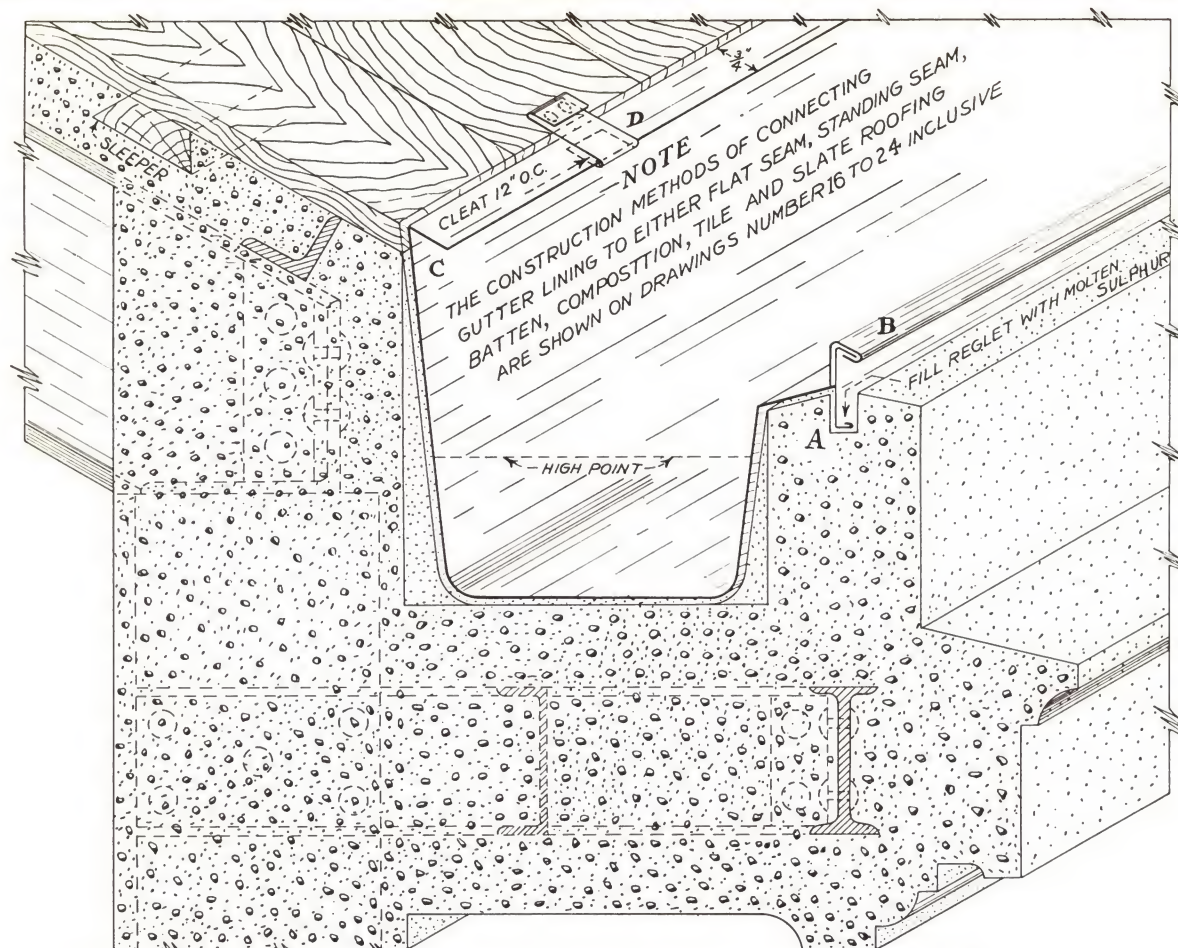 3/4"
SLEEPER
D
CLEAT 12" O.C.
NOTE
C
THE CONSTRUCTION METHODS OF CONNECTING
GUTTER LINING TO EITHER FLAT SEAM, STANDING SEAM,
BATTEN, COMPOSTTION, TILE AND SLATE ROOFING
ARE SHOWN ON DRAWINGS NUMBER 16 TO 24 INCLUSIVE
B
FILL REGLET WITH MOLTEN
SULPHUR
A
HIGH POINT